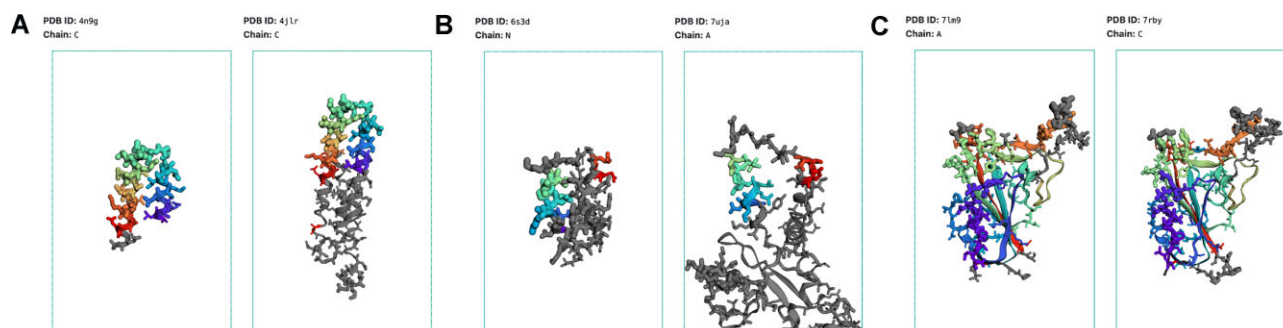 A
PDB ID: 4n9g
Chain: C
PDB ID: 4jlr
Chain: C
B
PDB ID: 6s3d
Chain: N
PDB ID: 7uja
Chain: A
C
PDB ID: 7lm9
Chain: A
PDB ID: 7rby
Chain: C